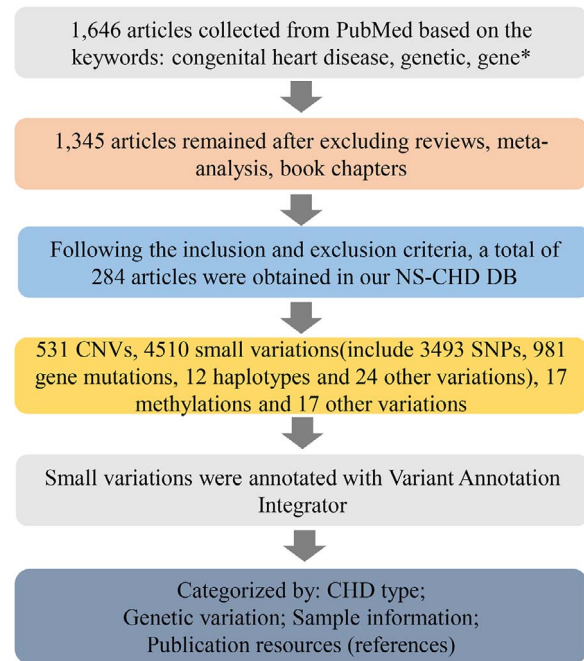 1,646 articles collected from PubMed based on the
keywords: congenital heart disease, genetic, gene*
1,345 articles remained after excluding reviews, meta-
analysis, book chapters
Following the inclusion and exclusion criteria, a total of
284 articles were obtained in our NS-CHD DB
531 CNVs, 4510 small variations(include 3493 SNPs, 981
gene mutations, 12 haplotypes and 24 other variations), 17
methylations and 17 other variations
Small variations were annotated with Variant Annotation
Integrator
Categorized by: CHD type;
Genetic variation; Sample information;
Publication resources (references)